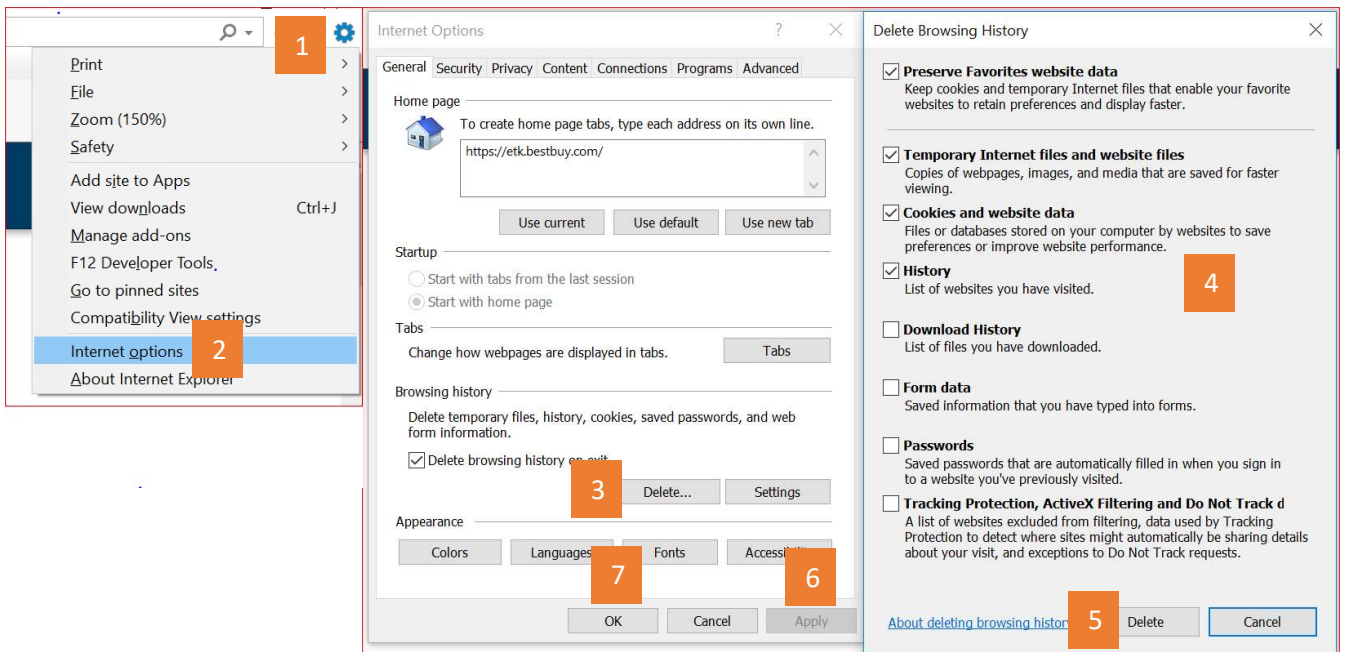 1
Print
File
Zoom (150%)
Safety
Add site to Apps
View downloads Ctrl+J
Manage add-ons
F12 Developer Tools
Go to pinned sites
Compatibility View settings
Internet options 2
About Internet Explorer
Internet Options ?
General Security Privacy Content Connections Programs Advanced
Home page
To create home page tabs, type each address on its own line.
https://etk.bestbuy.com/
Use current Use default Use new tab
Startup
Start with tabs from the last session
Start with home page
Tabs
Change how webpages are displayed in tabs. Tabs
Browsing history
Delete temporary files, history, cookies, saved passwords, and web
form information.
Delete browsing history on exit
3 Delete... Settings
Appearance
Colors Languages Fonts Accessibility
7 6
OK Cancel Apply
Delete Browsing History
Preserve Favorites website data
Keep cookies and temporary Internet files that enable your favorite
websites to retain preferences and display faster.
Temporary Internet files and website files
Copies of webpages, images, and media that are saved for faster
viewing.
Cookies and website data
Files or databases stored on your computer by websites to save
preferences or improve website performance.
History
List of websites you have visited.
4
Download History
List of files you have downloaded.
Form data
Saved information that you have typed into forms.
Passwords
Saved passwords that are automatically filled in when you sign in
to a website you've previously visited.
Tracking Protection, ActiveX Filtering and Do Not Track d
A list of websites excluded from filtering, data used by Tracking
Protection to detect where sites might automatically be sharing details
about your visit, and exceptions to Do Not Track requests.
About deleting browsing history 5 Delete Cancel